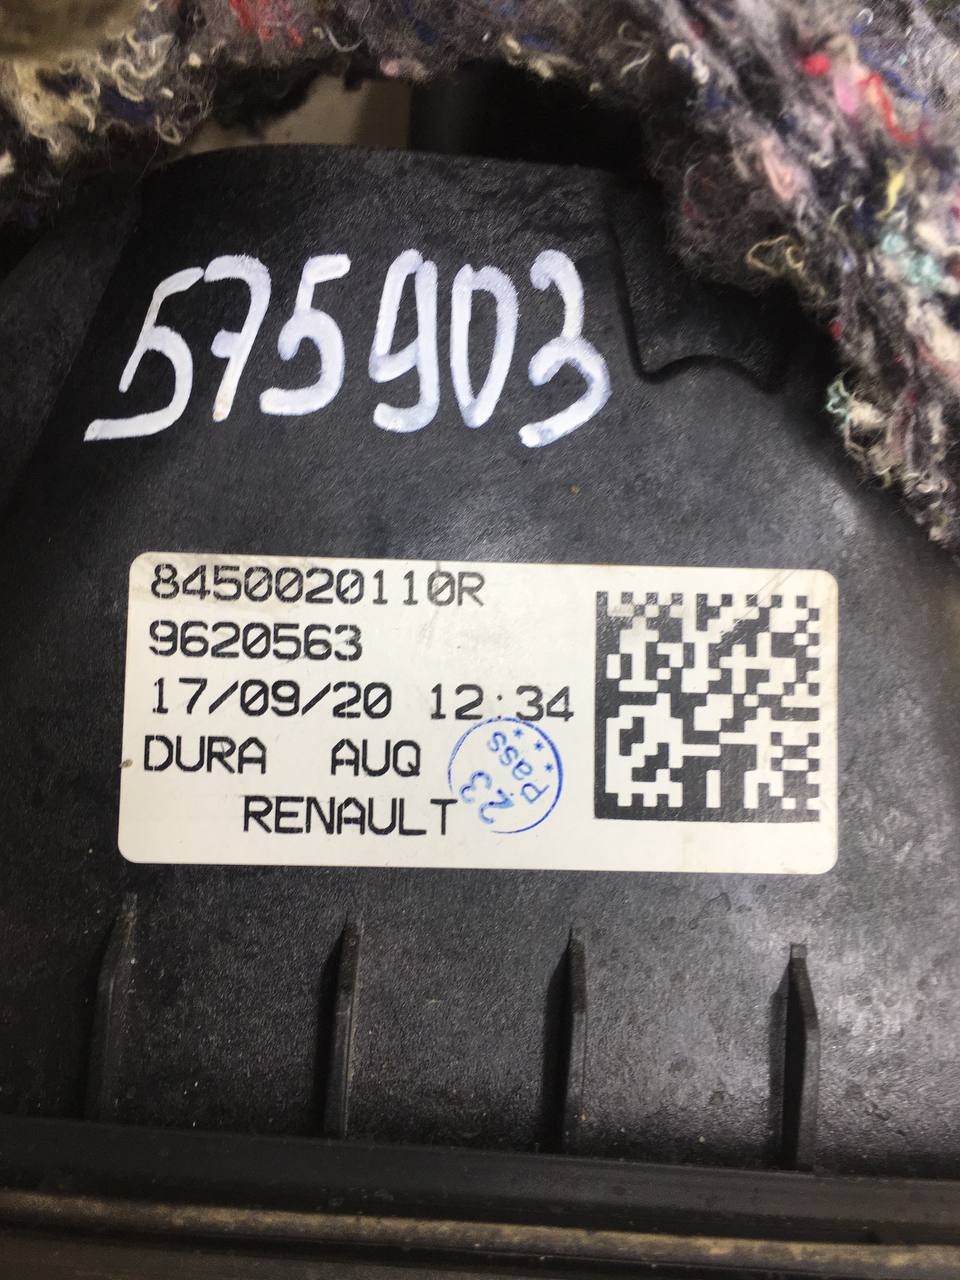 575903
8450020110R
9620563
17/09/20 12:34
DURA AUQ
RENAULT
Pass
23